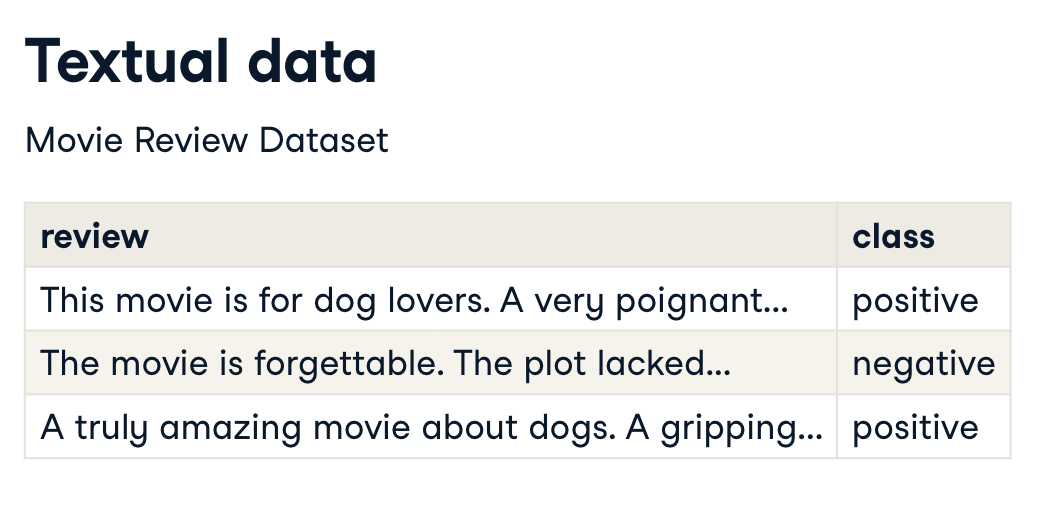 Textual data
Movie Review Dataset
review class
This movie is for dog lovers. A very poignant... positive
The movie is forgettable. The plot lacked... negative
A truly amazing movie about dogs. A gripping... positive